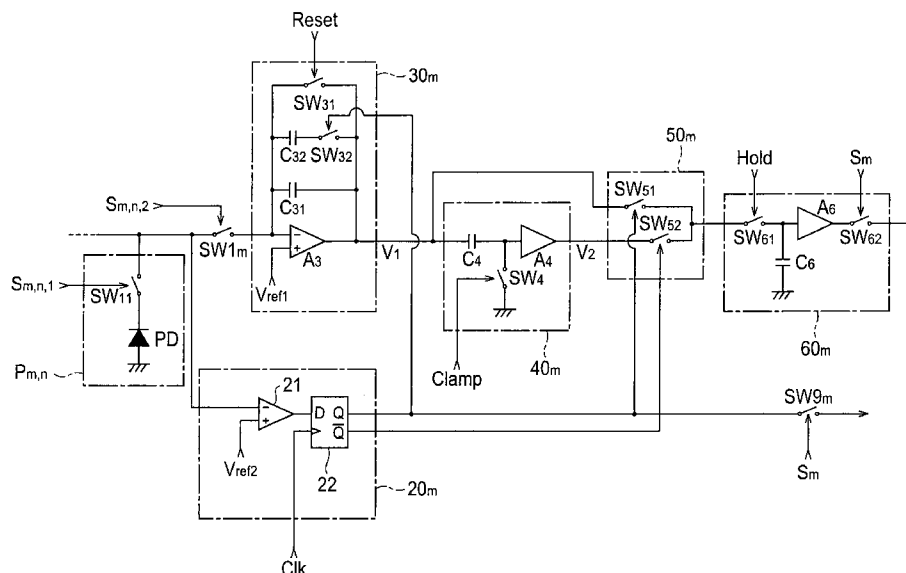 Reset
30m
SW31
C32 SW32
C31
Sm,n,2
SW1m
A3
Vref1
V1
Sm,n,1
SW11
PD
Pm,n
C4
A4
SW4
V2
Clamp
40m
50m
SW51
SW52
Hold
Sm
A6
SW61
SW62
C6
60m
21
D Q
Q̅
22
Vref2
20m
Clk
SW9m
Sm
− +
− +